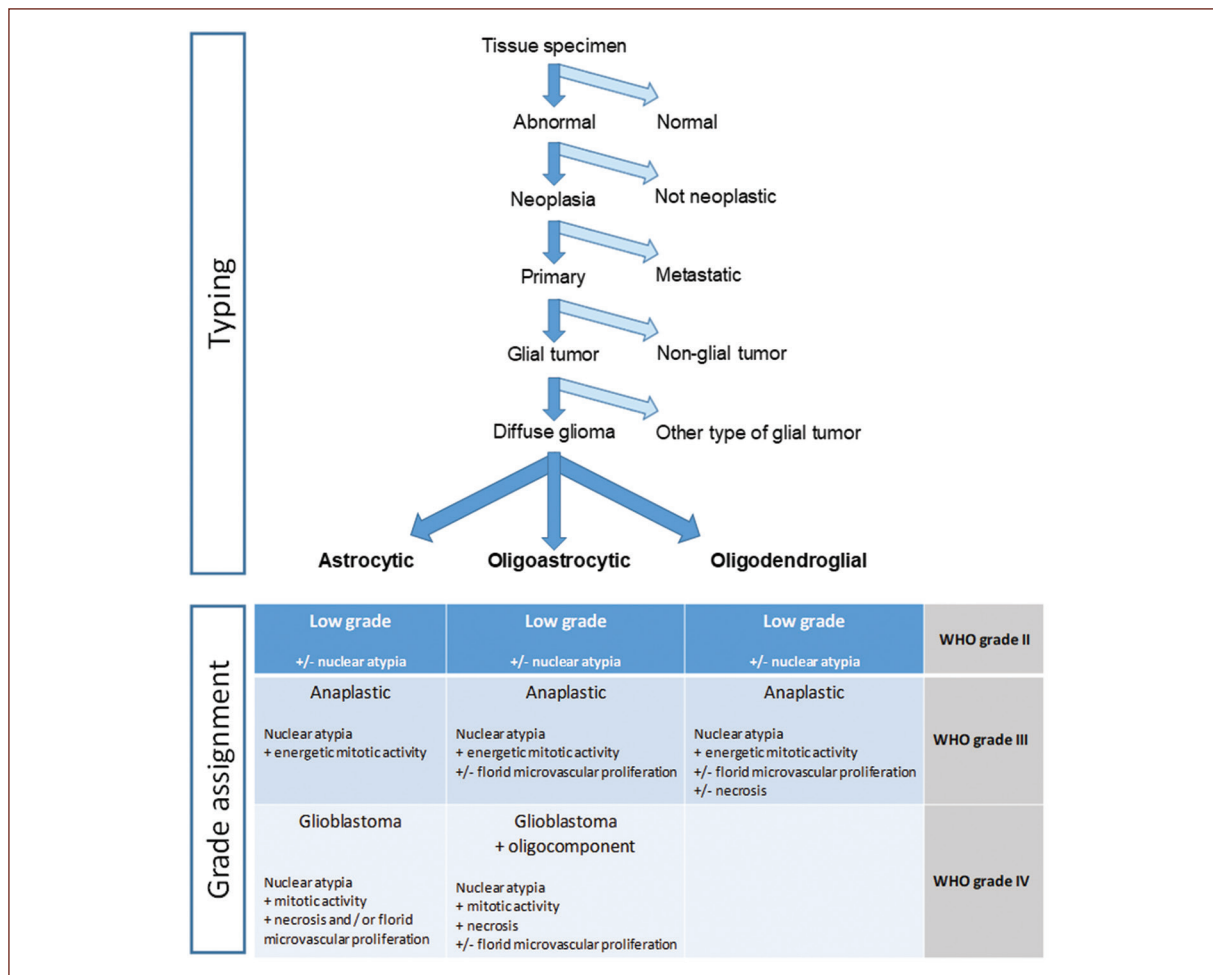 Typing
Tissue specimen
Abnormal
Normal
Neoplasia
Not neoplastic
Primary
Metastatic
Glial tumor
Non-glial tumor
Diffuse glioma
Other type of glial tumor
Astrocytic
Oligoastrocytic
Oligodendroglial
Grade assignment
Low grade
+/- nuclear atypia
Low grade
+/- nuclear atypia
Low grade
+/- nuclear atypia
WHO grade II
Anaplastic
Nuclear atypia
+ energetic mitotic activity
Anaplastic
Nuclear atypia
+ energetic mitotic activity
+/- florid microvascular proliferation
Anaplastic
Nuclear atypia
+ energetic mitotic activity
+/- florid microvascular proliferation
+/- necrosis
WHO grade III
Glioblastoma
Nuclear atypia
+ mitotic activity
+ necrosis and / or florid
microvascular proliferation
Glioblastoma
+ oligocomponent
Nuclear atypia
+ mitotic activity
+ necrosis
+/- florid microvascular proliferation
WHO grade IV